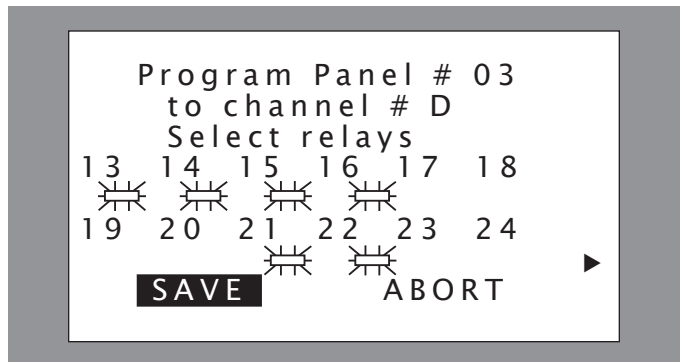 Program Panel # 03
to channel # D
Select relays
13 14 15 16 17 18
19 20 21 22 23 24
SAVE ABORT